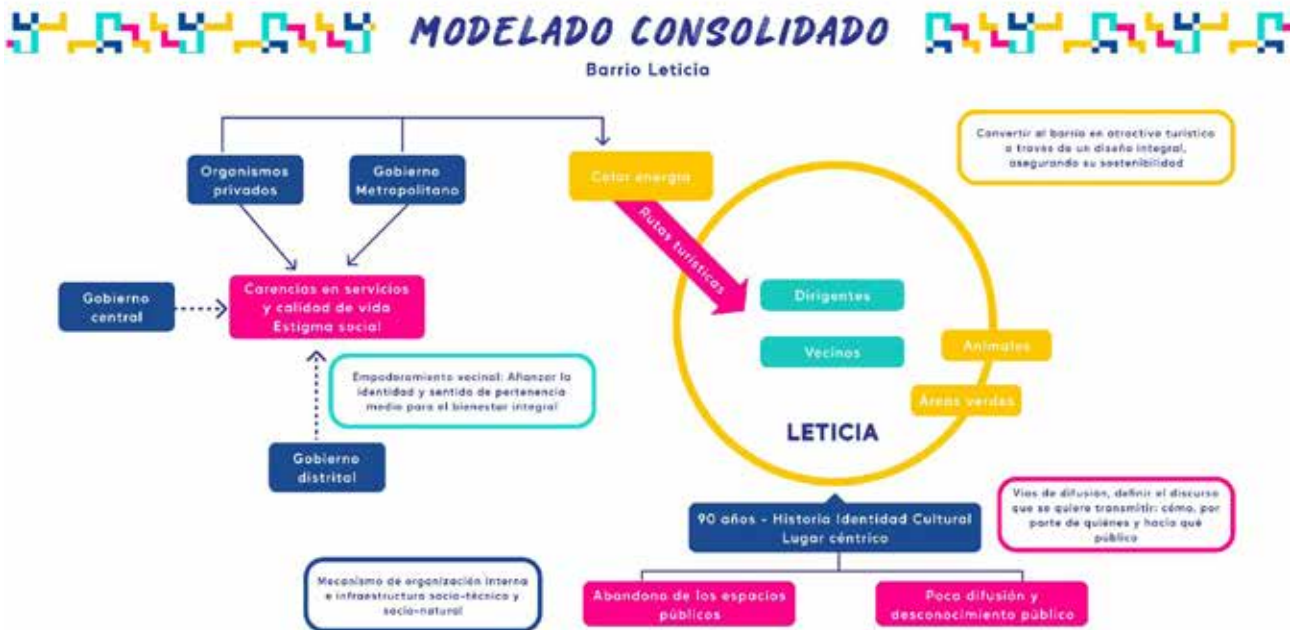 MODELADO CONSOLIDADO
Barrio Leticia
Convertir al barrio en atractivo turístico
a través de un diseño integral,
asegurando su sostenibilidad
Organismos
privados
Gobierno
Metropolitano
Color energía
Rutas turísticas
Gobierno
central
Carencias en servicios
y calidad de vida
Estigma social
Dirigentes
Vecinos
Animales
Áreas verdes
LETICIA
Empoderamiento vecinal: Afianzar la
identidad y sentido de pertenencia
medio para el bienestar integral
Gobierno
distrital
90 años - Historia Identidad Cultural
Lugar céntrico
Vías de difusión, definir el discurso
que se quiere transmitir: cómo, por
parte de quiénes y hacia qué
público
Mecanismo de organización interna
e infraestructura socio-técnica y
socio-natural
Abandono de los espacios
públicos
Poca difusión y
desconocimiento público